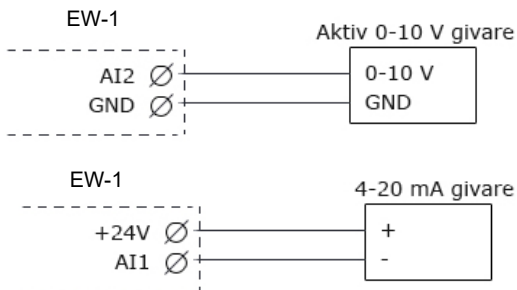 EW-1
Aktiv 0-10 V givare
AI2
0-10 V
GND
GND
EW-1
4-20 mA givare
+24V
+
AI1
-